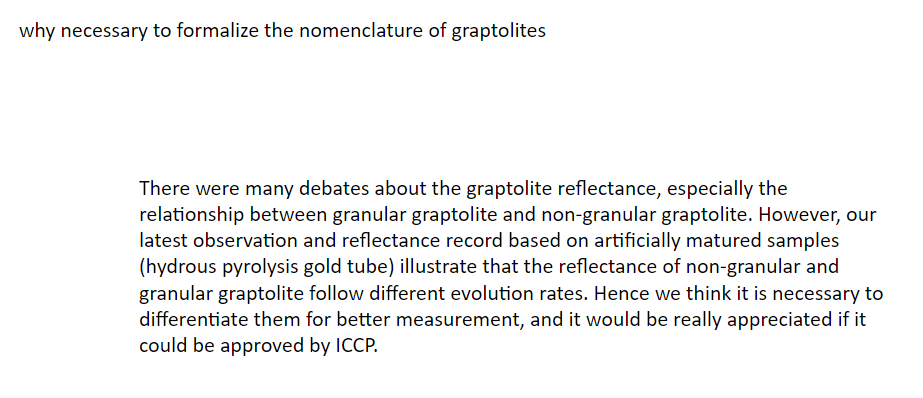 why necessary to formalize the nomenclature of graptolites
There were many debates about the graptolite reflectance, especially the
relationship between granular graptolite and non-granular graptolite. However, our
latest observation and reflectance record based on artificially matured samples
(hydrous pyrolysis gold tube) illustrate that the reflectance of non-granular and
granular graptolite follow different evolution rates. Hence we think it is necessary to
differentiate them for better measurement, and it would be really appreciated if it
could be approved by ICCP.